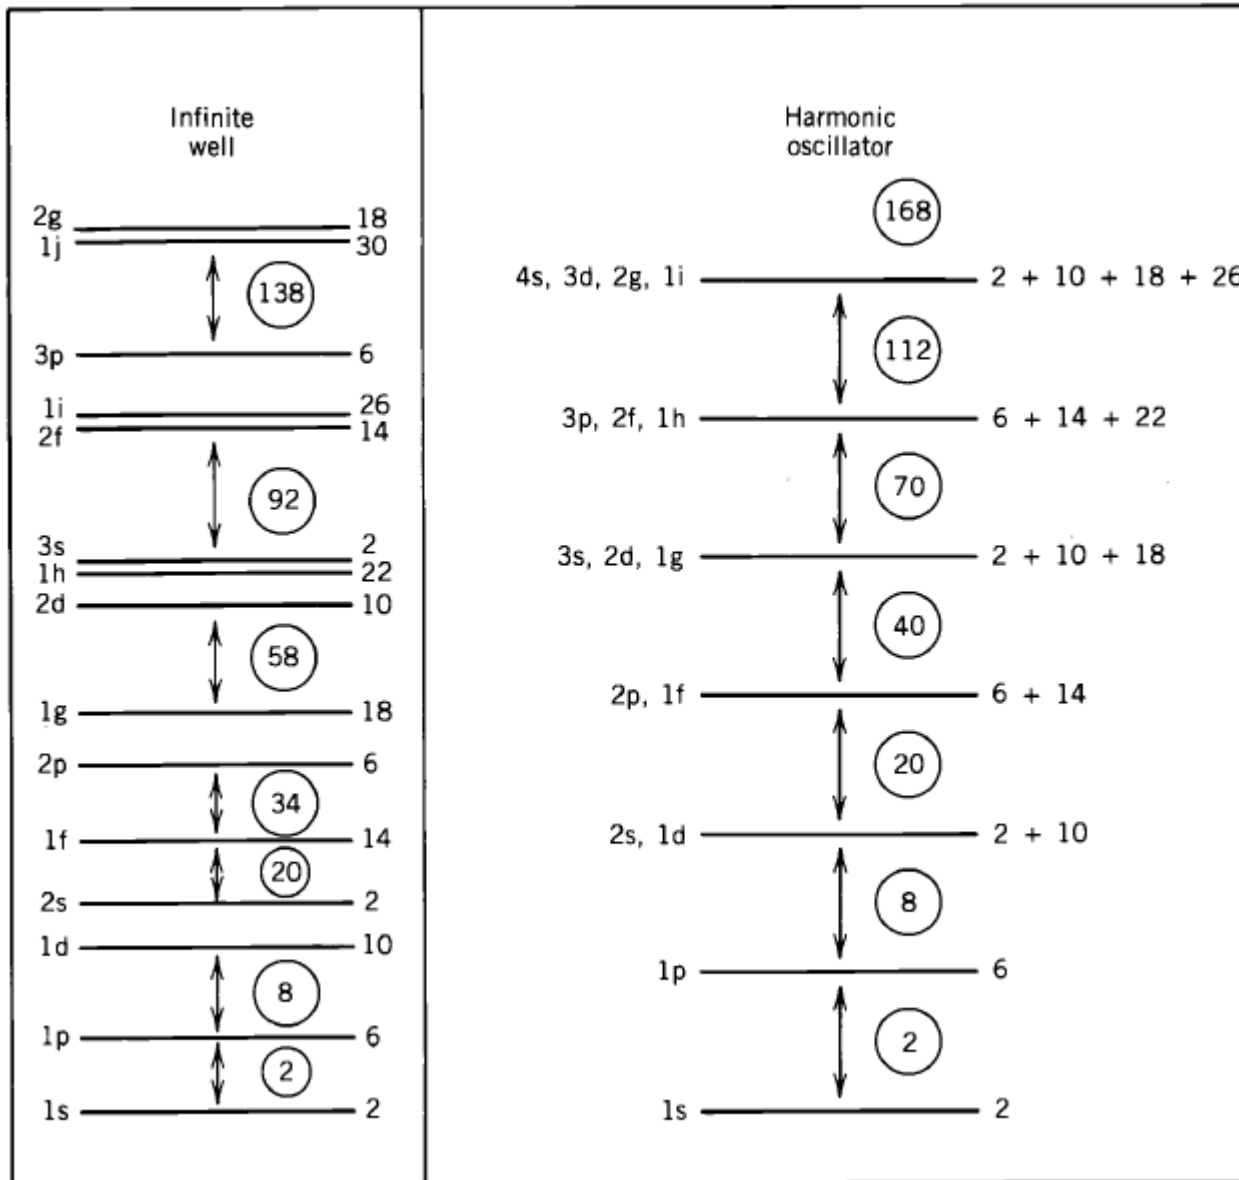 Infinite
well
2g 18
1j 30
138
3p 6
1i 26
2f 14
92
3s 2
1h 22
2d 10
58
1g 18
2p 6
34
1f 14
20
2s 2
1d 10
8
1p 6
2
1s 2
Harmonic
oscillator
168
4s, 3d, 2g, 1i 2 + 10 + 18 + 26
112
3p, 2f, 1h 6 + 14 + 22
70
3s, 2d, 1g 2 + 10 + 18
40
2p, 1f 6 + 14
20
2s, 1d 2 + 10
8
1p 6
2
1s 2